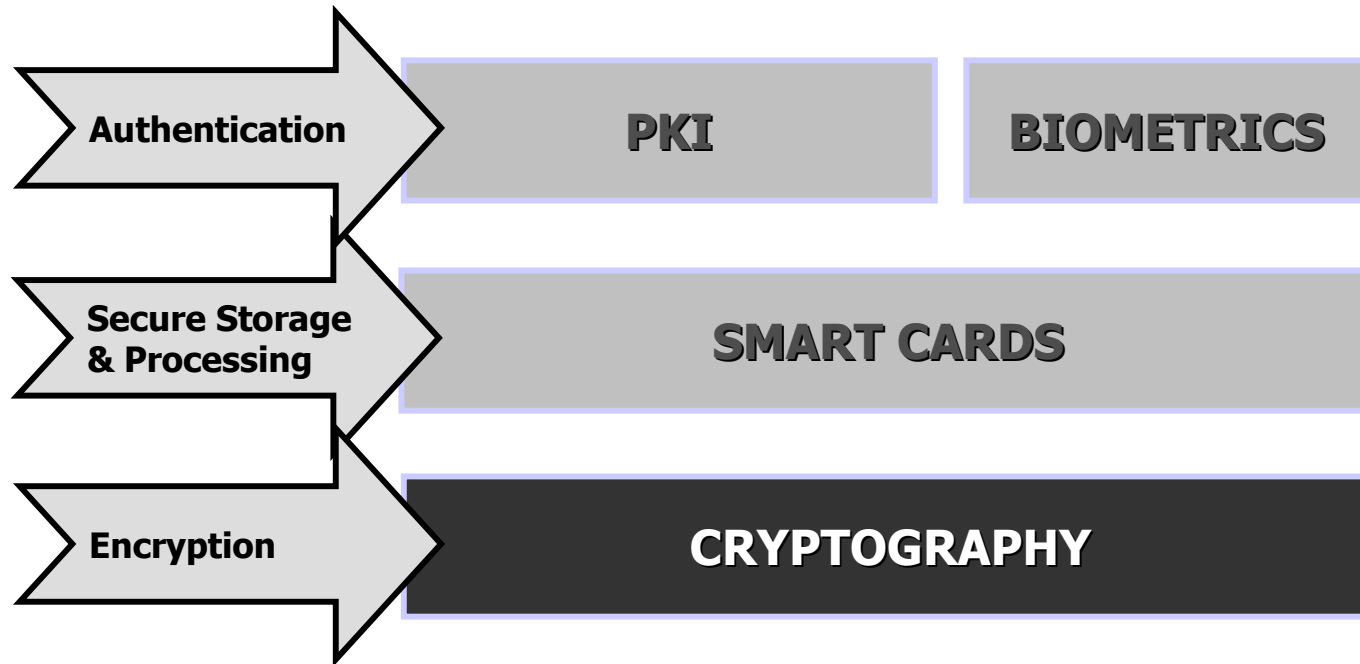 Authentication
PKI
BIOMETRICS
Secure Storage
& Processing
SMART CARDS
Encryption
CRYPTOGRAPHY